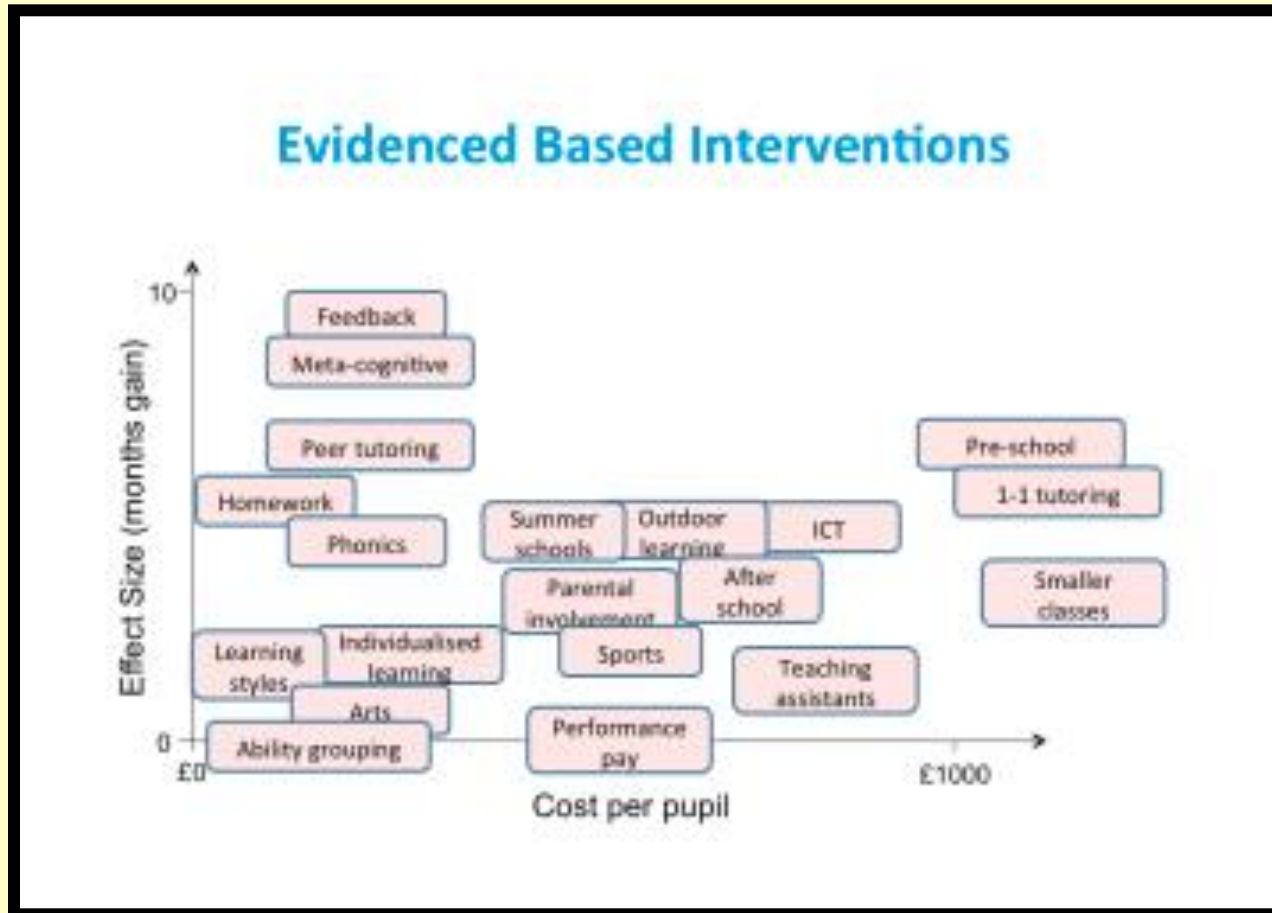 Evidenced Based Interventions
10
Feedback
Meta-cognitive
Peer tutoring
Pre-school
Homework
1-1 tutoring
Phonics
Summer
schools
Outdoor
learning
ICT
Parental
involvement
After
school
Smaller
classes
Learning
styles
Individualised
learning
Sports
Teaching
assistants
Arts
Ability grouping
Performance
pay
0
£0
£1000
Effect Size (months gain)
Cost per pupil